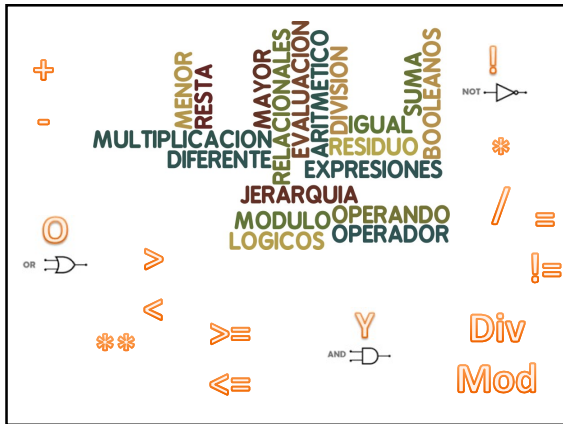 +
-
MENOR
RESTA
MAYOR
RELACIONALES
EVALUACION
ARITMETICO
DIVISION
SUMA
BOOLEANOS
MULTIPLICACION
DIFERENTE
IGUAL
RESIDUO
EXPRESIONES
JERARQUIA
MODULO
OPERANDO
LOGICOS
OPERADOR
!
NOT
*
/
=
!=
O
OR
>
<
**
>=
<=
Y
AND
Div
Mod